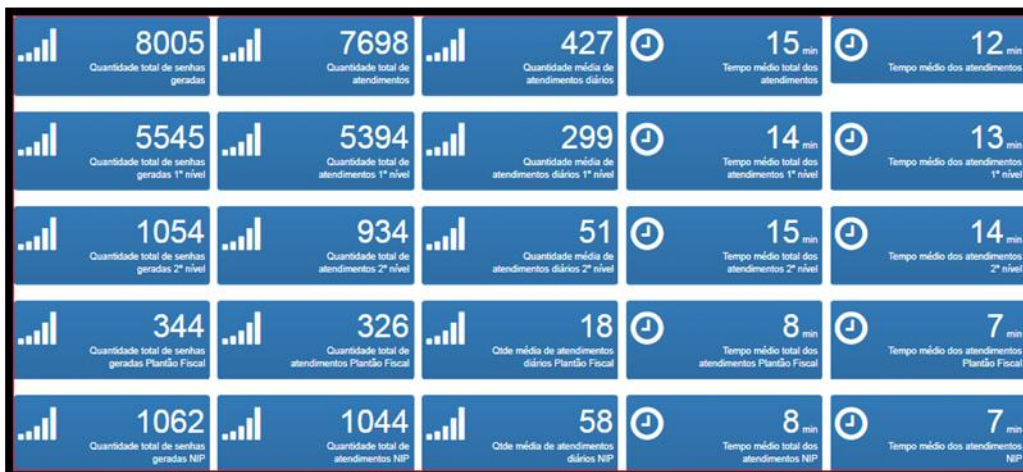 8005
Quantidade total de senhas
geradas
7698
Quantidade total de
atendimentos
427
Quantidade média de
atendimentos diários
15 min
Tempo médio total dos
atendimentos
12 min
Tempo médio dos atendimentos
5545
Quantidade total de senhas
geradas 1º nível
5394
Quantidade total de
atendimentos 1º nível
299
Quantidade média de
atendimentos diários 1º nível
14 min
Tempo médio total dos
atendimentos 1º nível
13 min
Tempo médio dos atendimentos
1º nível
1054
Quantidade total de senhas
geradas 2º nível
934
Quantidade total de
atendimentos 2º nível
51
Quantidade média de
atendimentos diários 2º nível
15 min
Tempo médio total dos
atendimentos 2º nível
14 min
Tempo médio dos atendimentos
2º nível
344
Quantidade total de senhas
geradas Plantão Fiscal
326
Quantidade total de
atendimentos Plantão Fiscal
18
Qtde média de atendimentos
diários Plantão Fiscal
8 min
Tempo médio total dos
atendimentos Plantão Fiscal
7 min
Tempo médio dos atendimentos
Plantão Fiscal
1062
Quantidade total de senhas
geradas NIP
1044
Quantidade total de
atendimentos NIP
58
Qtde média de atendimentos
diários NIP
8 min
Tempo médio total dos
atendimentos NIP
7 min
Tempo médio dos atendimentos
NIP